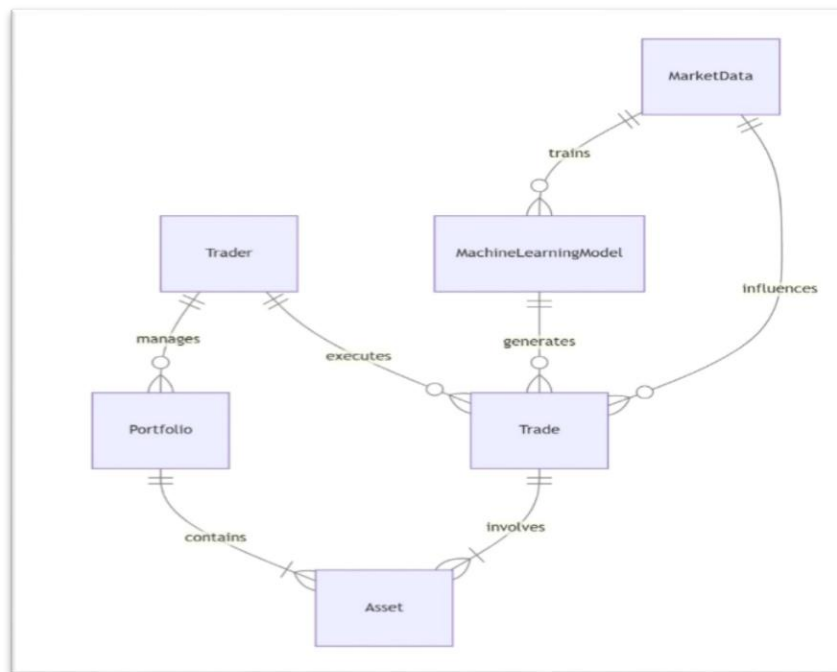 MarketData
trains
Trader
MachineLearningModel
influences
manages
executes
generates
Portfolio
Trade
contains
involves
Asset